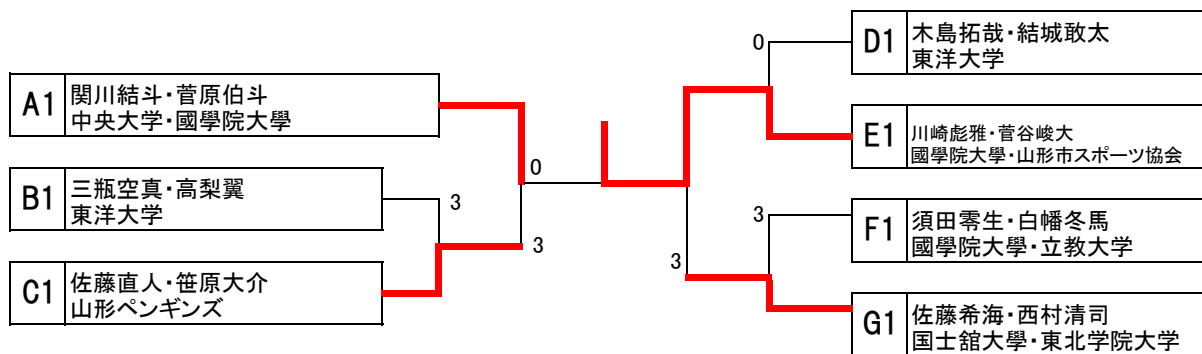 A1
関川結斗・菅原伯斗
中央大学・國學院大學
B1
三瓶空真・高梨翼
東洋大学
C1
佐藤直人・笹原大介
山形ペンギンズ
3
3
0
D1
木島拓哉・結城敢太
東洋大学
E1
川崎彪雅・菅谷峻大
國學院大學・山形市スポーツ協会
F1
須田零生・白幡冬馬
國學院大學・立教大学
G1
佐藤希海・西村清司
国士舘大學・東北学院大学
0
3
3